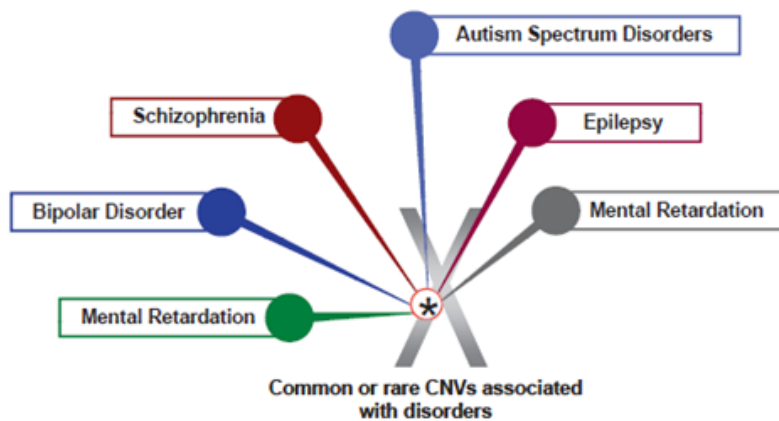 Autism Spectrum Disorders
Schizophrenia
Epilepsy
Bipolar Disorder
Mental Retardation
Mental Retardation
*
Common or rare CNVs associated
with disorders